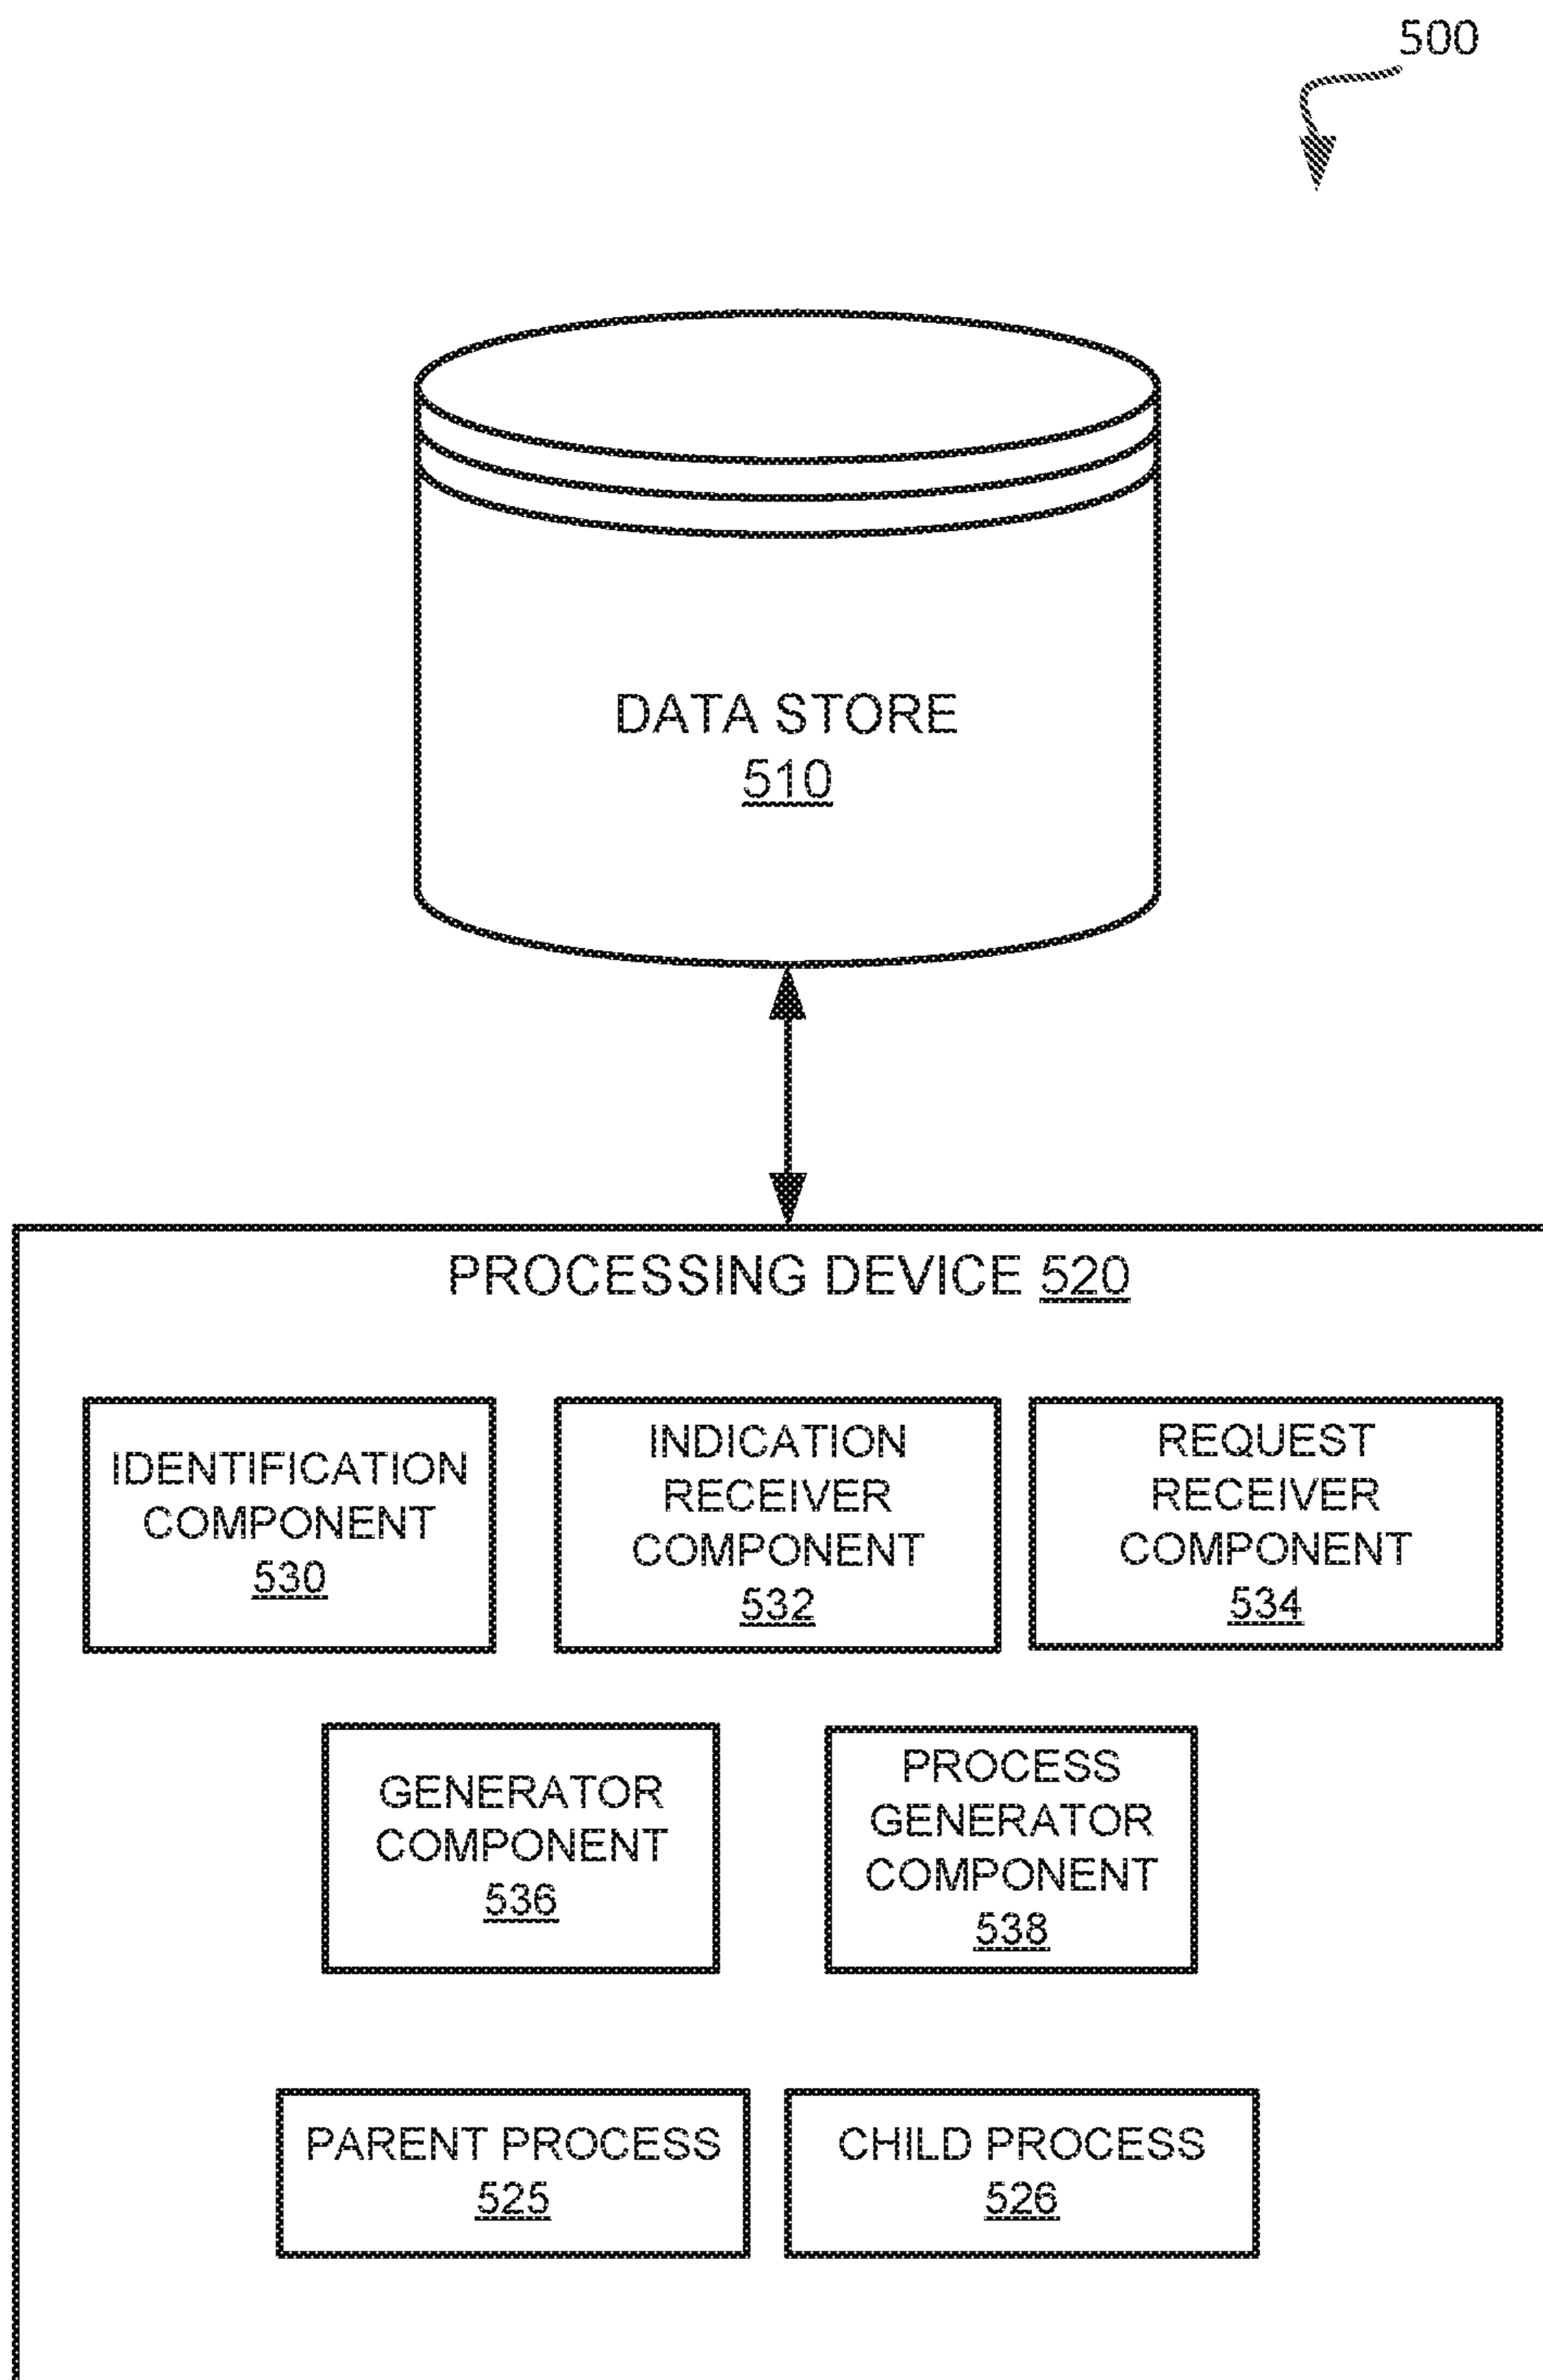 500
DATA STORE
510
PROCESSING DEVICE 520
IDENTIFICATION
COMPONENT
530
INDICATION
RECEIVER
COMPONENT
532
REQUEST
RECEIVER
COMPONENT
534
GENERATOR
COMPONENT
536
PROCESS
GENERATOR
COMPONENT
538
PARENT PROCESS
525
CHILD PROCESS
526